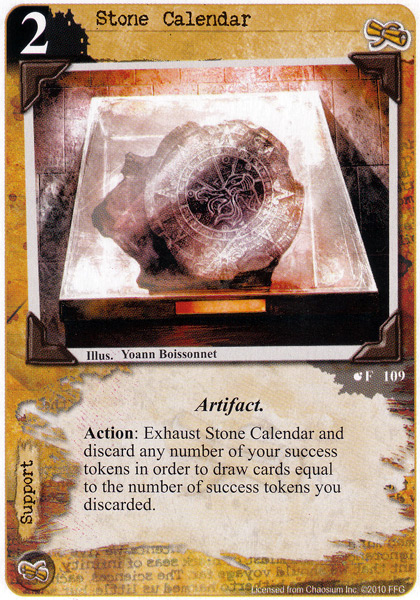 2
Stone Calendar
Illus. Yoann Boissonnet
F 109
Artifact.
Action: Exhaust Stone Calendar and
discard any number of your success
tokens in order to draw cards equal
to the number of success tokens you
discarded.
Support
Licensed from Chaosium Inc. ©2010 FFG